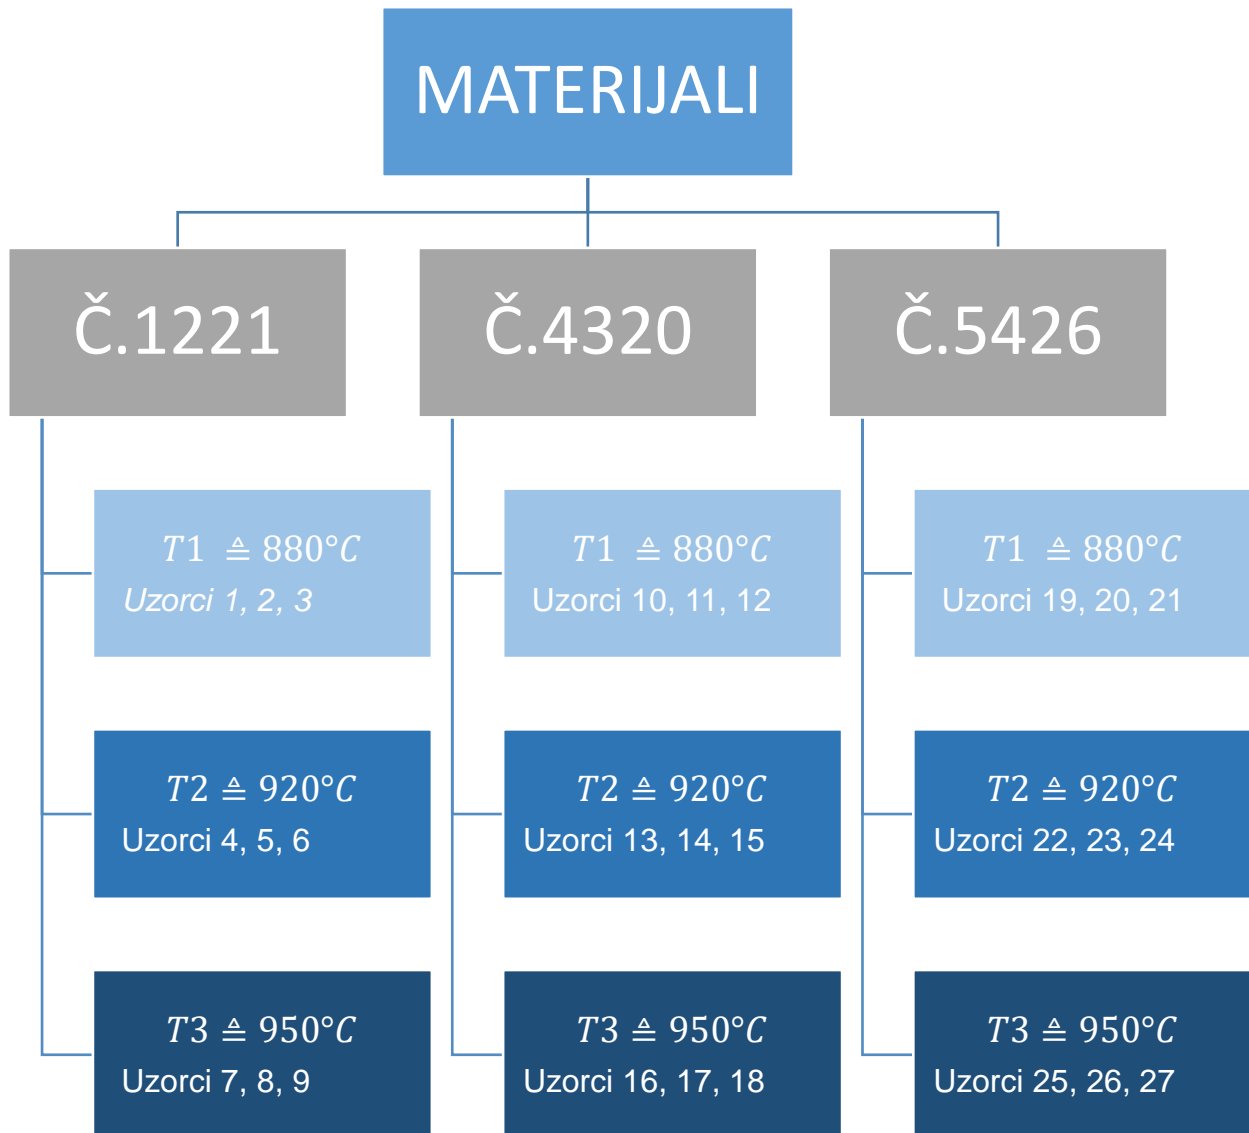 MATERIJALI
Č.1221
T1 ≙ 880°C
Uzorci 1, 2, 3
T2 ≙ 920°C
Uzorci 4, 5, 6
T3 ≙ 950°C
Uzorci 7, 8, 9
Č.4320
T1 ≙ 880°C
Uzorci 10, 11, 12
T2 ≙ 920°C
Uzorci 13, 14, 15
T3 ≙ 950°C
Uzorci 16, 17, 18
Č.5426
T1 ≙ 880°C
Uzorci 19, 20, 21
T2 ≙ 920°C
Uzorci 22, 23, 24
T3 ≙ 950°C
Uzorci 25, 26, 27